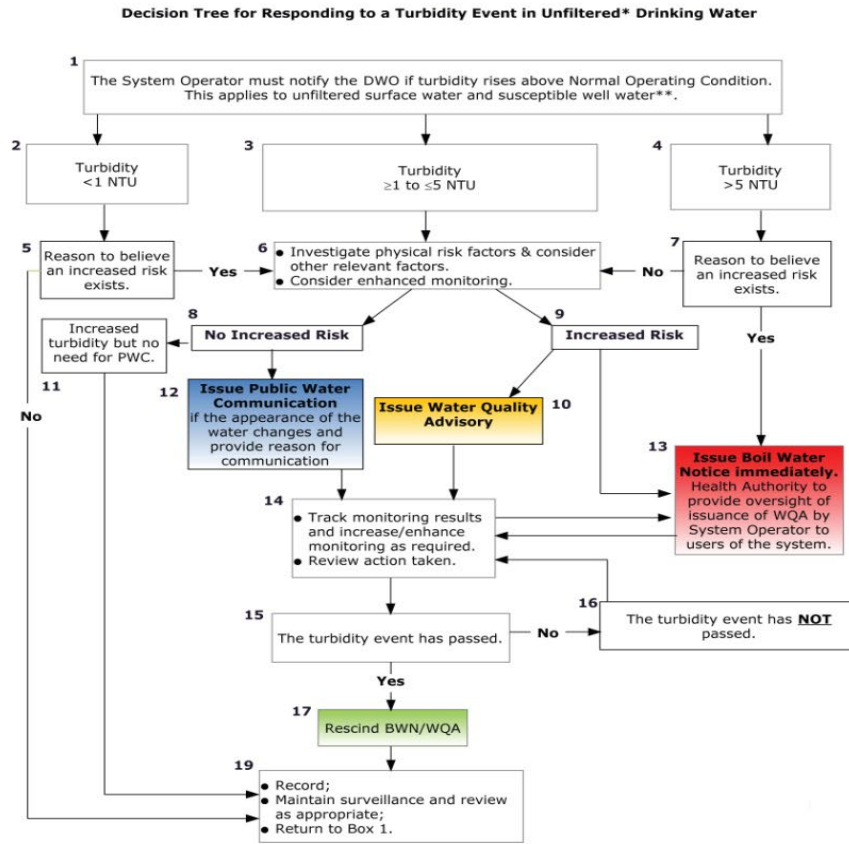 Decision Tree for Responding to a Turbidity Event in Unfiltered* Drinking Water
1
The System Operator must notify the DWO if turbidity rises above Normal Operating Condition.
This applies to unfiltered surface water and susceptible well water**.
2
Turbidity
<1 NTU
3
Turbidity
≥1 to ≤5 NTU
4
Turbidity
>5 NTU
5
Reason to believe
an increased risk
exists.
Yes
6
● Investigate physical risk factors & consider
other relevant factors.
● Consider enhanced monitoring.
No
7
Reason to believe
an increased risk
exists.
8
No Increased Risk
9
Increased Risk
Yes
Increased
turbidity but no
need for PWC.
11
No
12
Issue Public Water
Communication
if the appearance of the
water changes and
provide reason for
communication
Issue Water Quality
Advisory
10
13
Issue Boil Water
Notice immediately.
Health Authority to
provide oversight of
issuance of WQA by
System Operator to
users of the system.
14
● Track monitoring results
and increase/enhance
monitoring as required.
● Review action taken.
15
The turbidity event has passed.
No
16
The turbidity event has NOT
passed.
Yes
17
Rescind BWN/WQA
19
● Record;
● Maintain surveillance and review
as appropriate;
● Return to Box 1.